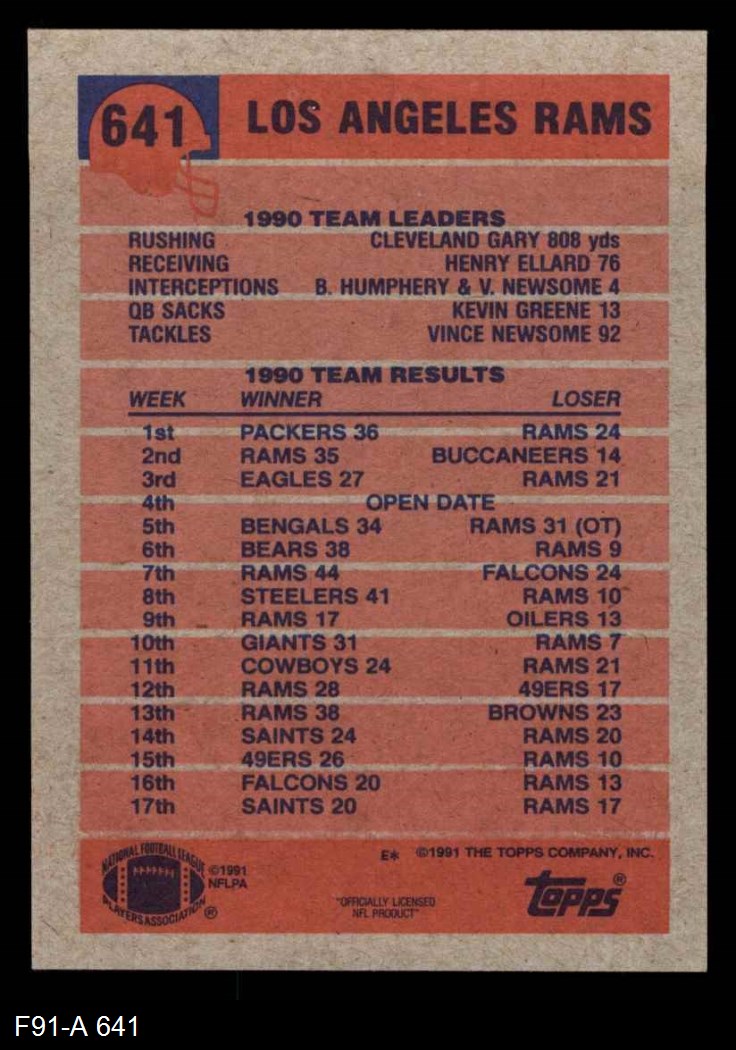 641 LOS ANGELES RAMS
1990 TEAM LEADERS
RUSHING CLEVELAND GARY 808 yds
RECEIVING HENRY ELLARD 76
INTERCEPTIONS B. HUMPHERY & V. NEWSOME 4
QB SACKS KEVIN GREENE 13
TACKLES VINCE NEWSOME 92
1990 TEAM RESULTS
WEEK WINNER LOSER
1st PACKERS 36 RAMS 24
2nd RAMS 35 BUCCANEERS 14
3rd EAGLES 27 RAMS 21
4th OPEN DATE
5th BENGALS 34 RAMS 31 (OT)
6th BEARS 38 RAMS 9
7th RAMS 44 FALCONS 24
8th STEELERS 41 RAMS 10
9th RAMS 17 OILERS 13
10th GIANTS 31 RAMS 7
11th COWBOYS 24 RAMS 21
12th RAMS 28 49ERS 17
13th RAMS 38 BROWNS 23
14th SAINTS 24 RAMS 20
15th 49ERS 26 RAMS 10
16th FALCONS 20 RAMS 13
17th SAINTS 20 RAMS 17
E* ©1991 THE TOPPS COMPANY, INC.
NATIONAL FOOTBALL LEAGUE
PLAYERS ASSOCIATION ®
©1991
NFLPA
"OFFICIALLY LICENSED
NFL PRODUCT"
topps®
F91-A 641